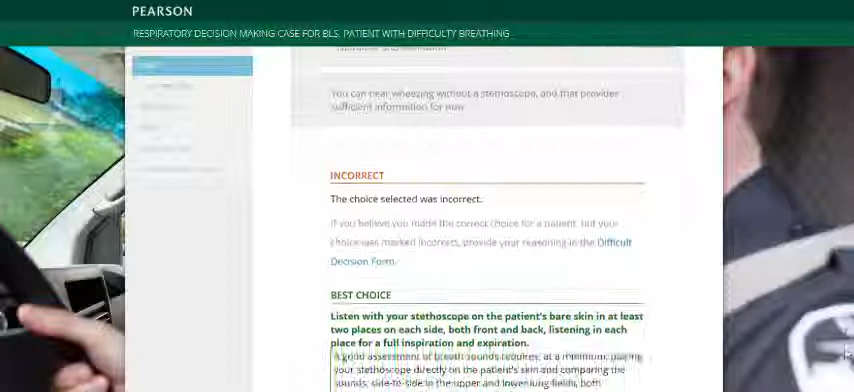 PEARSON
RESPIRATORY DECISION MAKING CASE FOR BLS, PATIENT WITH DIFFICULTY BREATHING
You can hear wheezing without a stethoscope, and that provides
sufficient information for now.
INCORRECT
The choice selected was incorrect.
If you believe you made the correct choice for a patient, but your
choice was marked incorrect, provide your reasoning in the Difficult
Decision Form.
BEST CHOICE
Listen with your stethoscope on the patient's bare skin in at least
two places on each side, both front and back, listening in each
place for a full inspiration and expiration.
A good assessment of breath sounds requires, at a minimum, placing
your stethoscope directly on the patient's skin and comparing the
sounds, side-to-side in the upper and lower lung fields, both